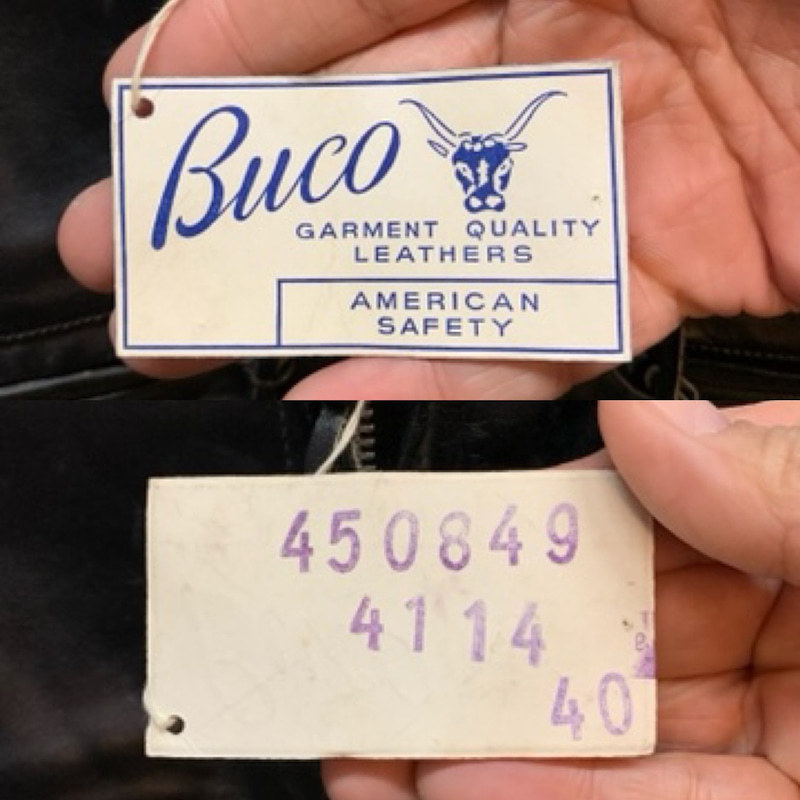 Buco
GARMENT QUALITY
LEATHERS
AMERICAN
SAFETY
450849
4114
40